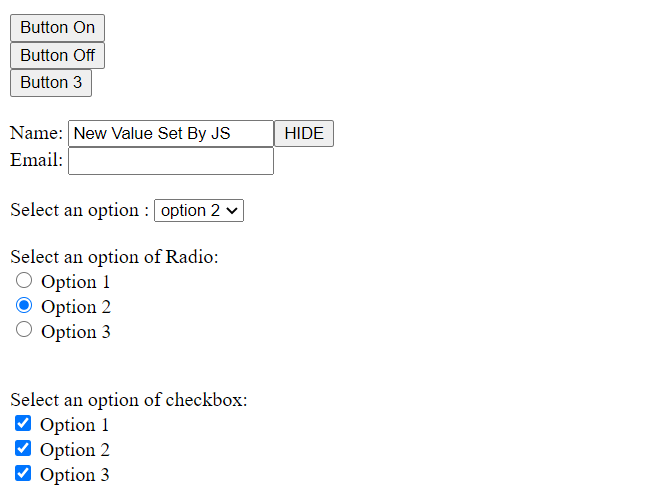 Button On
Button Off
Button 3
Name: New Value Set By JS HIDE
Email:
Select an option : option 2
Select an option of Radio:
Option 1
Option 2
Option 3
Select an option of checkbox:
Option 1
Option 2
Option 3